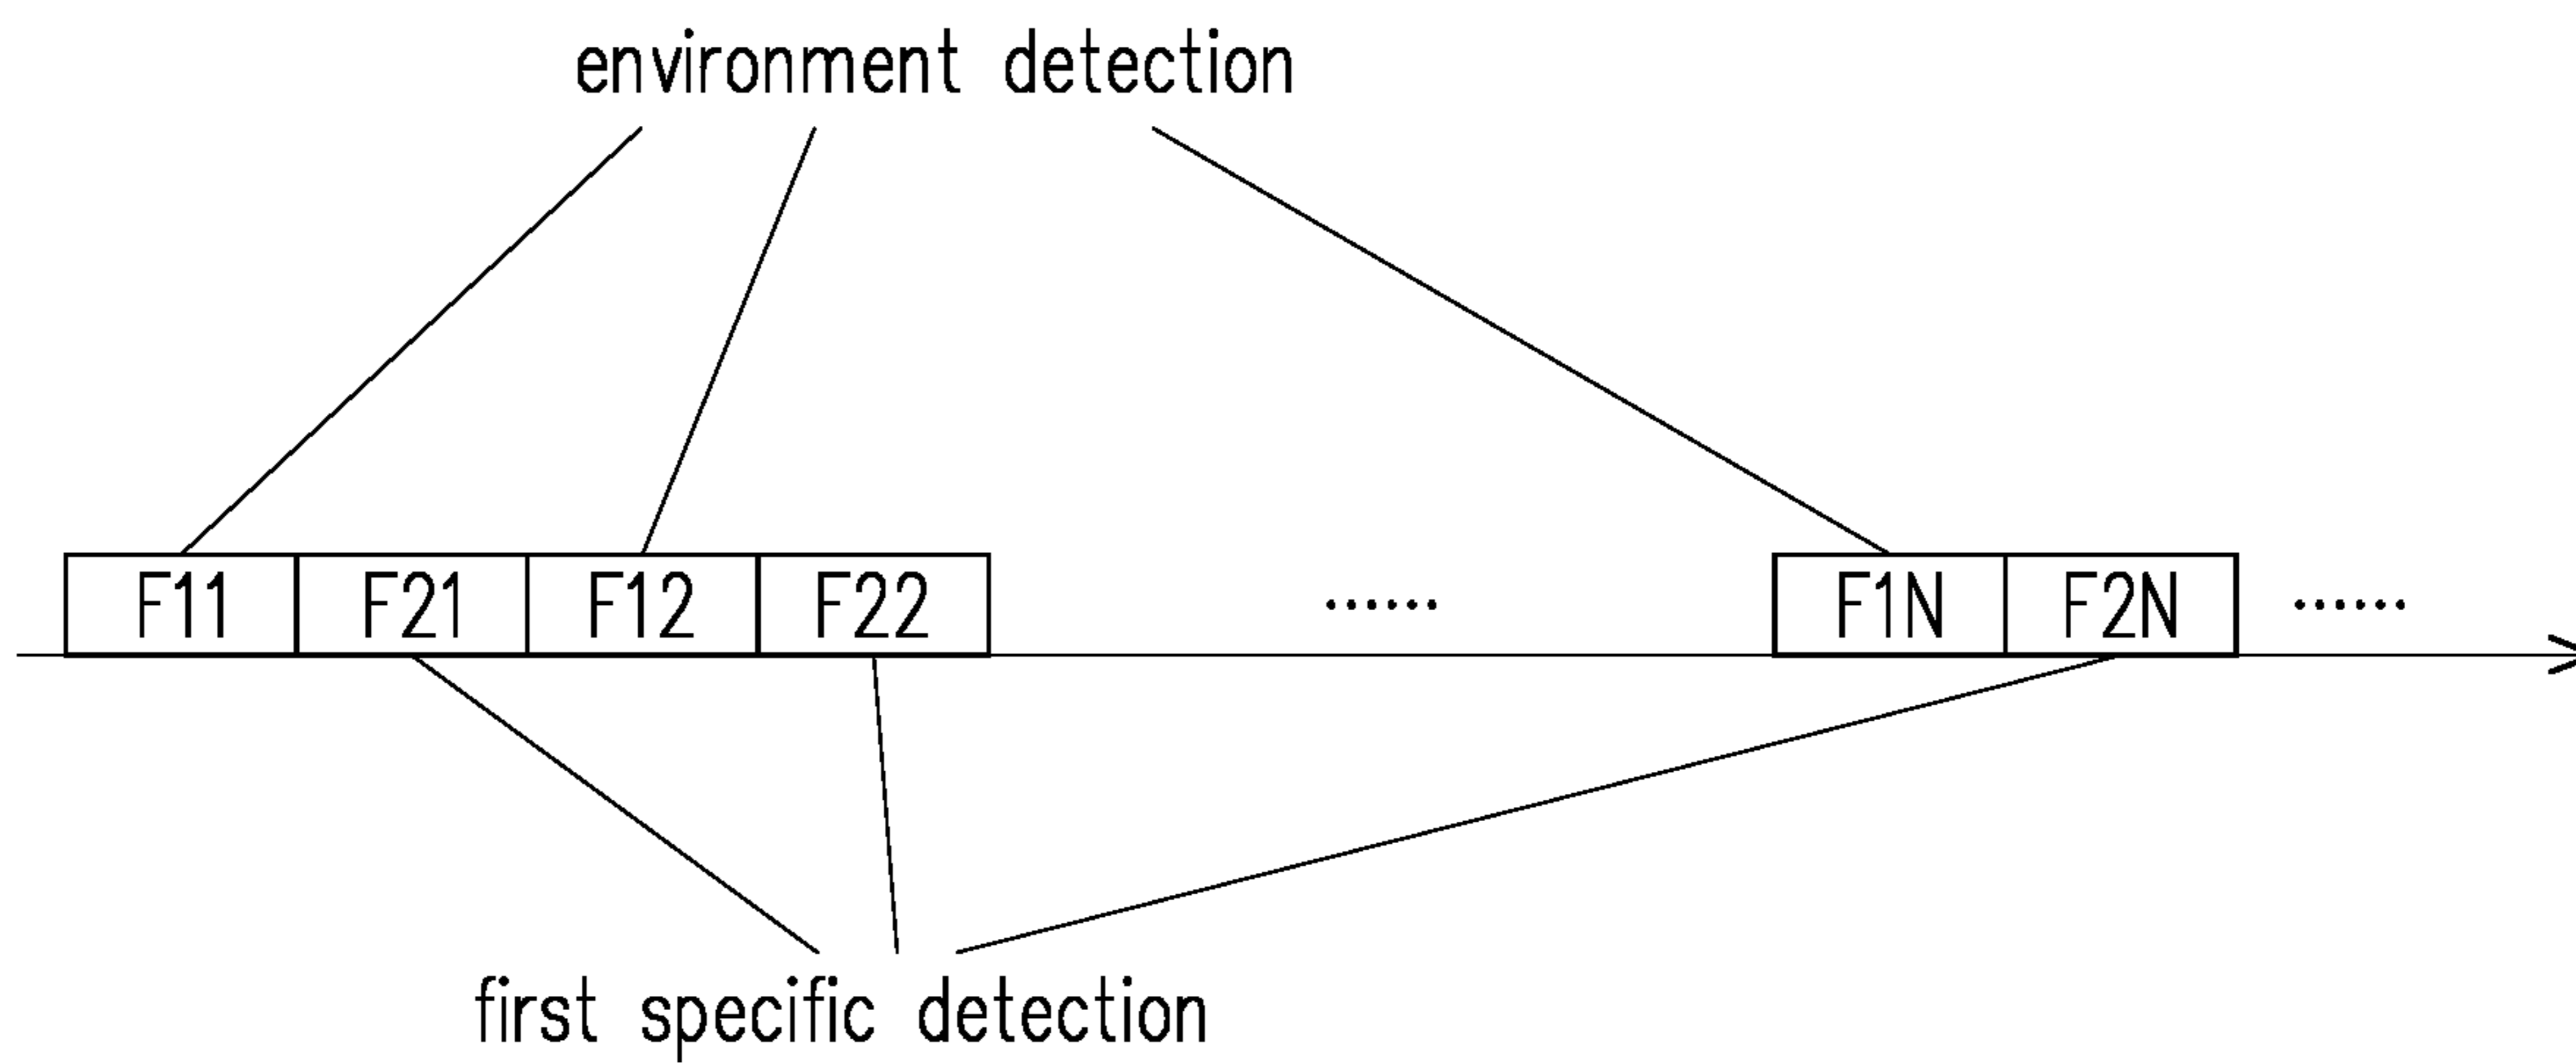 environment detection
F11 F21 F12 F22 ...... F1N F2N ......
first specific detection